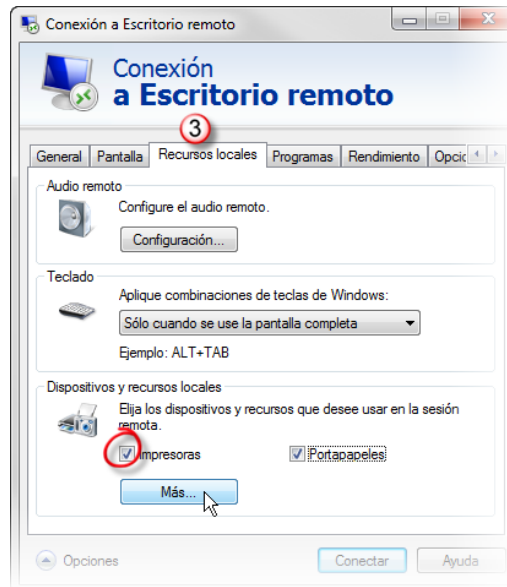 Conexión a Escritorio remoto
Conexión
a Escritorio remoto
3
General Pantalla Recursos locales Programas Rendimiento Opcic
Audio remoto
Configure el audio remoto.
Configuración...
Teclado
Aplique combinaciones de teclas de Windows:
Sólo cuando se use la pantalla completa
Ejemplo: ALT+TAB
Dispositivos y recursos locales
Elija los dispositivos y recursos que desee usar en la sesión
remota.
Impresoras Portapapeles
Más...
Opciones Conectar Ayuda